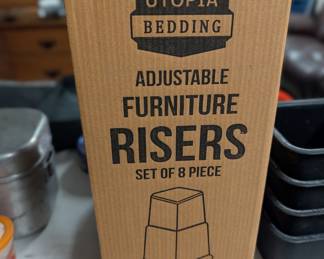 UTOPIA
BEDDING
ADJUSTABLE
FURNITURE
RISERS
SET OF 8 PIECE